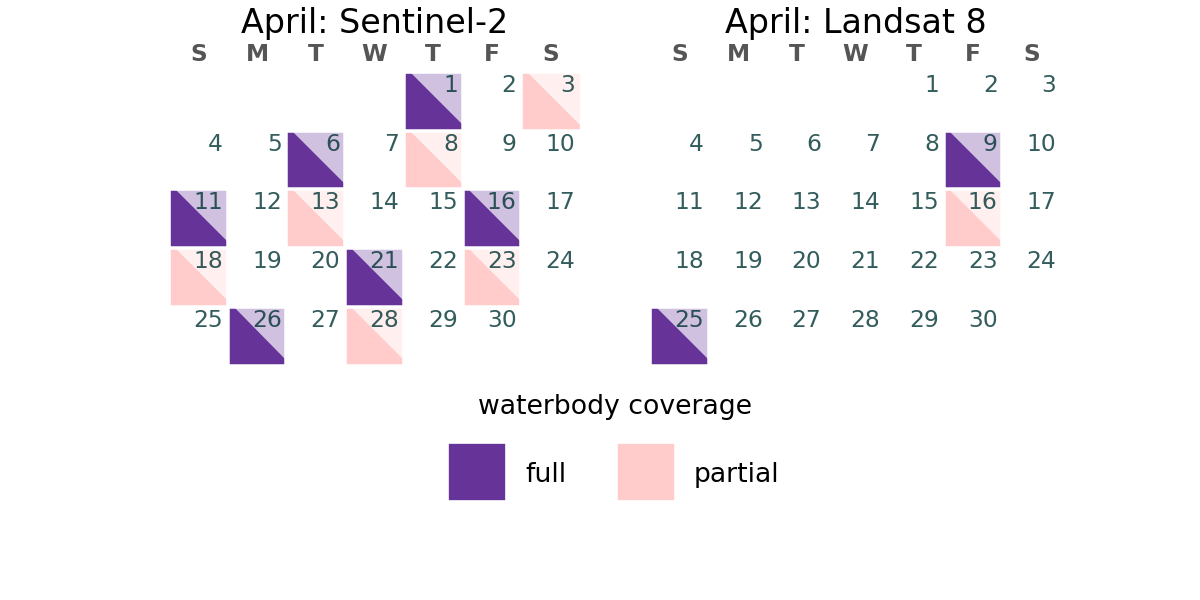 April: Sentinel-2
S M T W T F S
1 2 3
4 5 6 7 8 9 10
11 12 13 14 15 16 17
18 19 20 21 22 23 24
25 26 27 28 29 30
April: Landsat 8
S M T W T F S
1 2 3
4 5 6 7 8 9 10
11 12 13 14 15 16 17
18 19 20 21 22 23 24
25 26 27 28 29 30
waterbody coverage
full partial